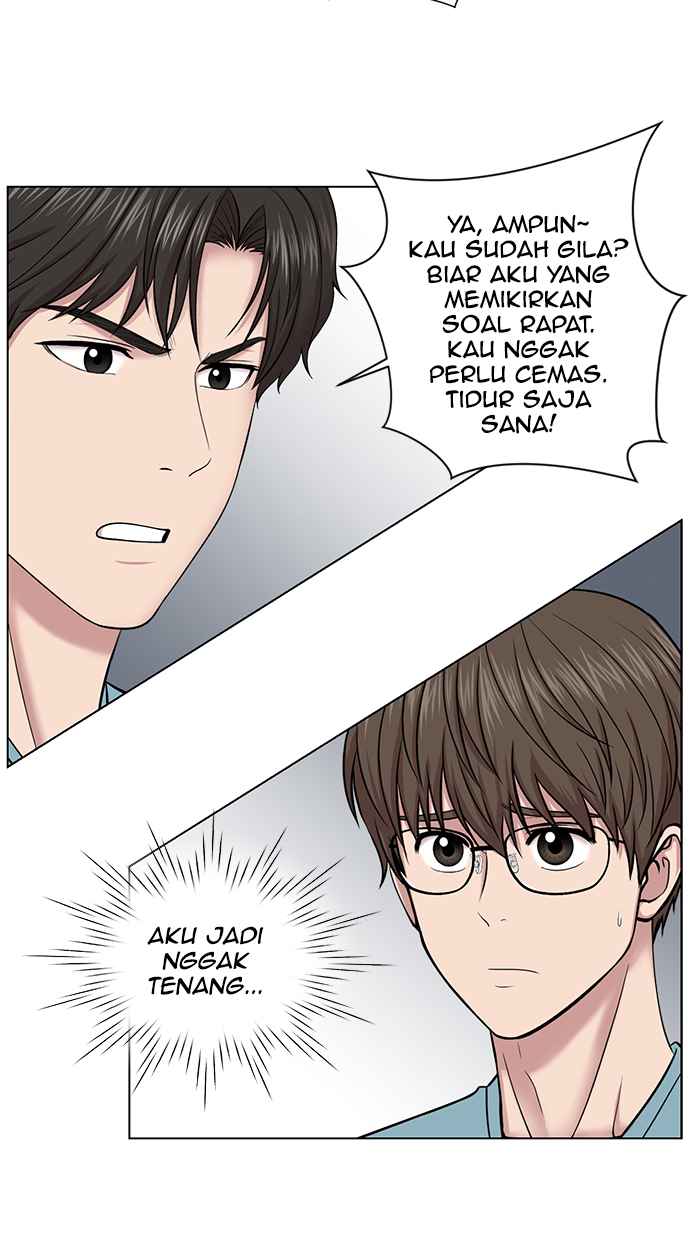 YA, AMPUN~
KAU SUDAH GILA?
BIAR AKU YANG
MEMIKIRKAN
SOAL RAPAT.
KAU NGGAK
PERLU CEMAS.
TIDUR SAJA
SANA!
AKU JADI
NGGAK
TENANG...